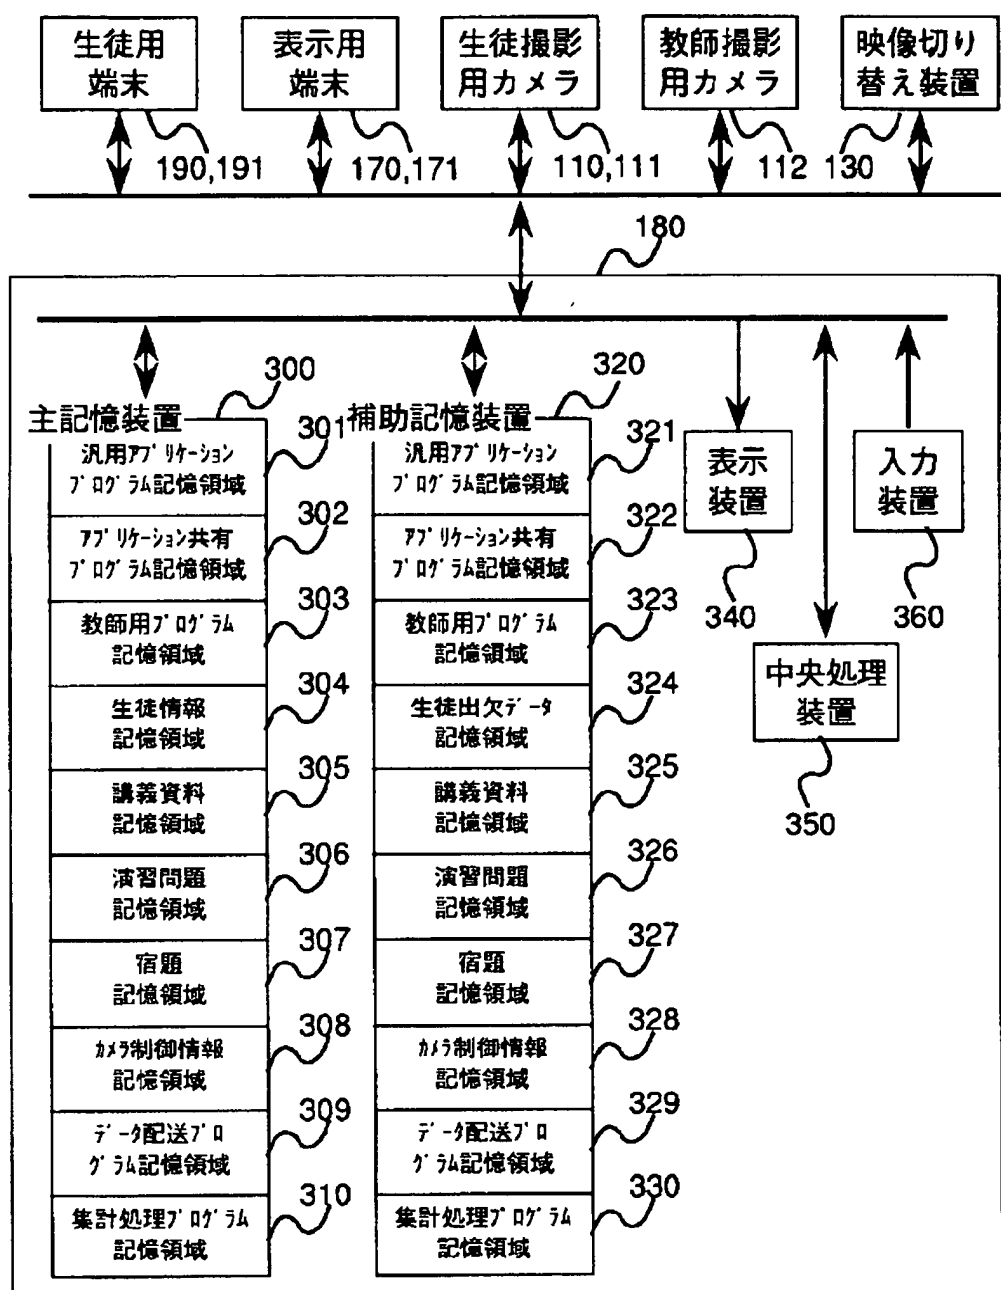 生徒用
端末
表示用
端末
生徒撮影
用カメラ
教師撮影
用カメラ
映像切り
替え装置
190,191
170,171
110,111
112
130
180
300
主記憶装置
301
汎用アプリケーション
プログラム記憶領域
302
アプリケーション共有
プログラム記憶領域
303
教師用プログラム
記憶領域
304
生徒情報
記憶領域
305
講義資料
記憶領域
306
演習問題
記憶領域
307
宿題
記憶領域
308
カメラ制御情報
記憶領域
309
データ配送プロ
グラム記憶領域
310
集計処理プログラム
記憶領域
320
補助記憶装置
321
汎用アプリケーション
プログラム記憶領域
322
アプリケーション共有
プログラム記憶領域
323
教師用プログラム
記憶領域
324
生徒出欠データ
記憶領域
325
講義資料
記憶領域
326
演習問題
記憶領域
327
宿題
記憶領域
328
カメラ制御情報
記憶領域
329
データ配送プロ
グラム記憶領域
330
集計処理プログラム
記憶領域
表示
装置
340
入力
装置
360
中央処理
装置
350